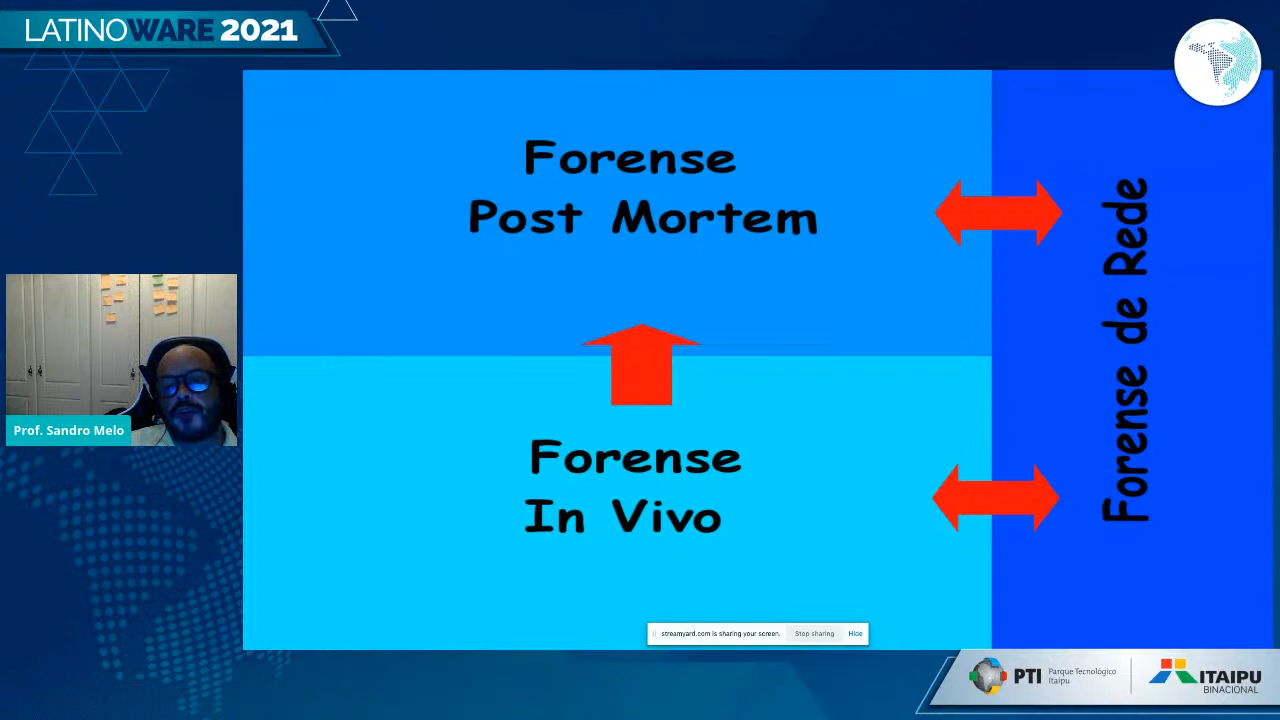 LATINOWARE 2021
Forense
Post Mortem
Forense
In Vivo
Forense de Rede
Prof. Sandro Melo
streamyard.com is sharing your screen. Stop sharing Hide
PTI Parque Tecnológico
Itaipu
ITAIPU
BINACIONAL